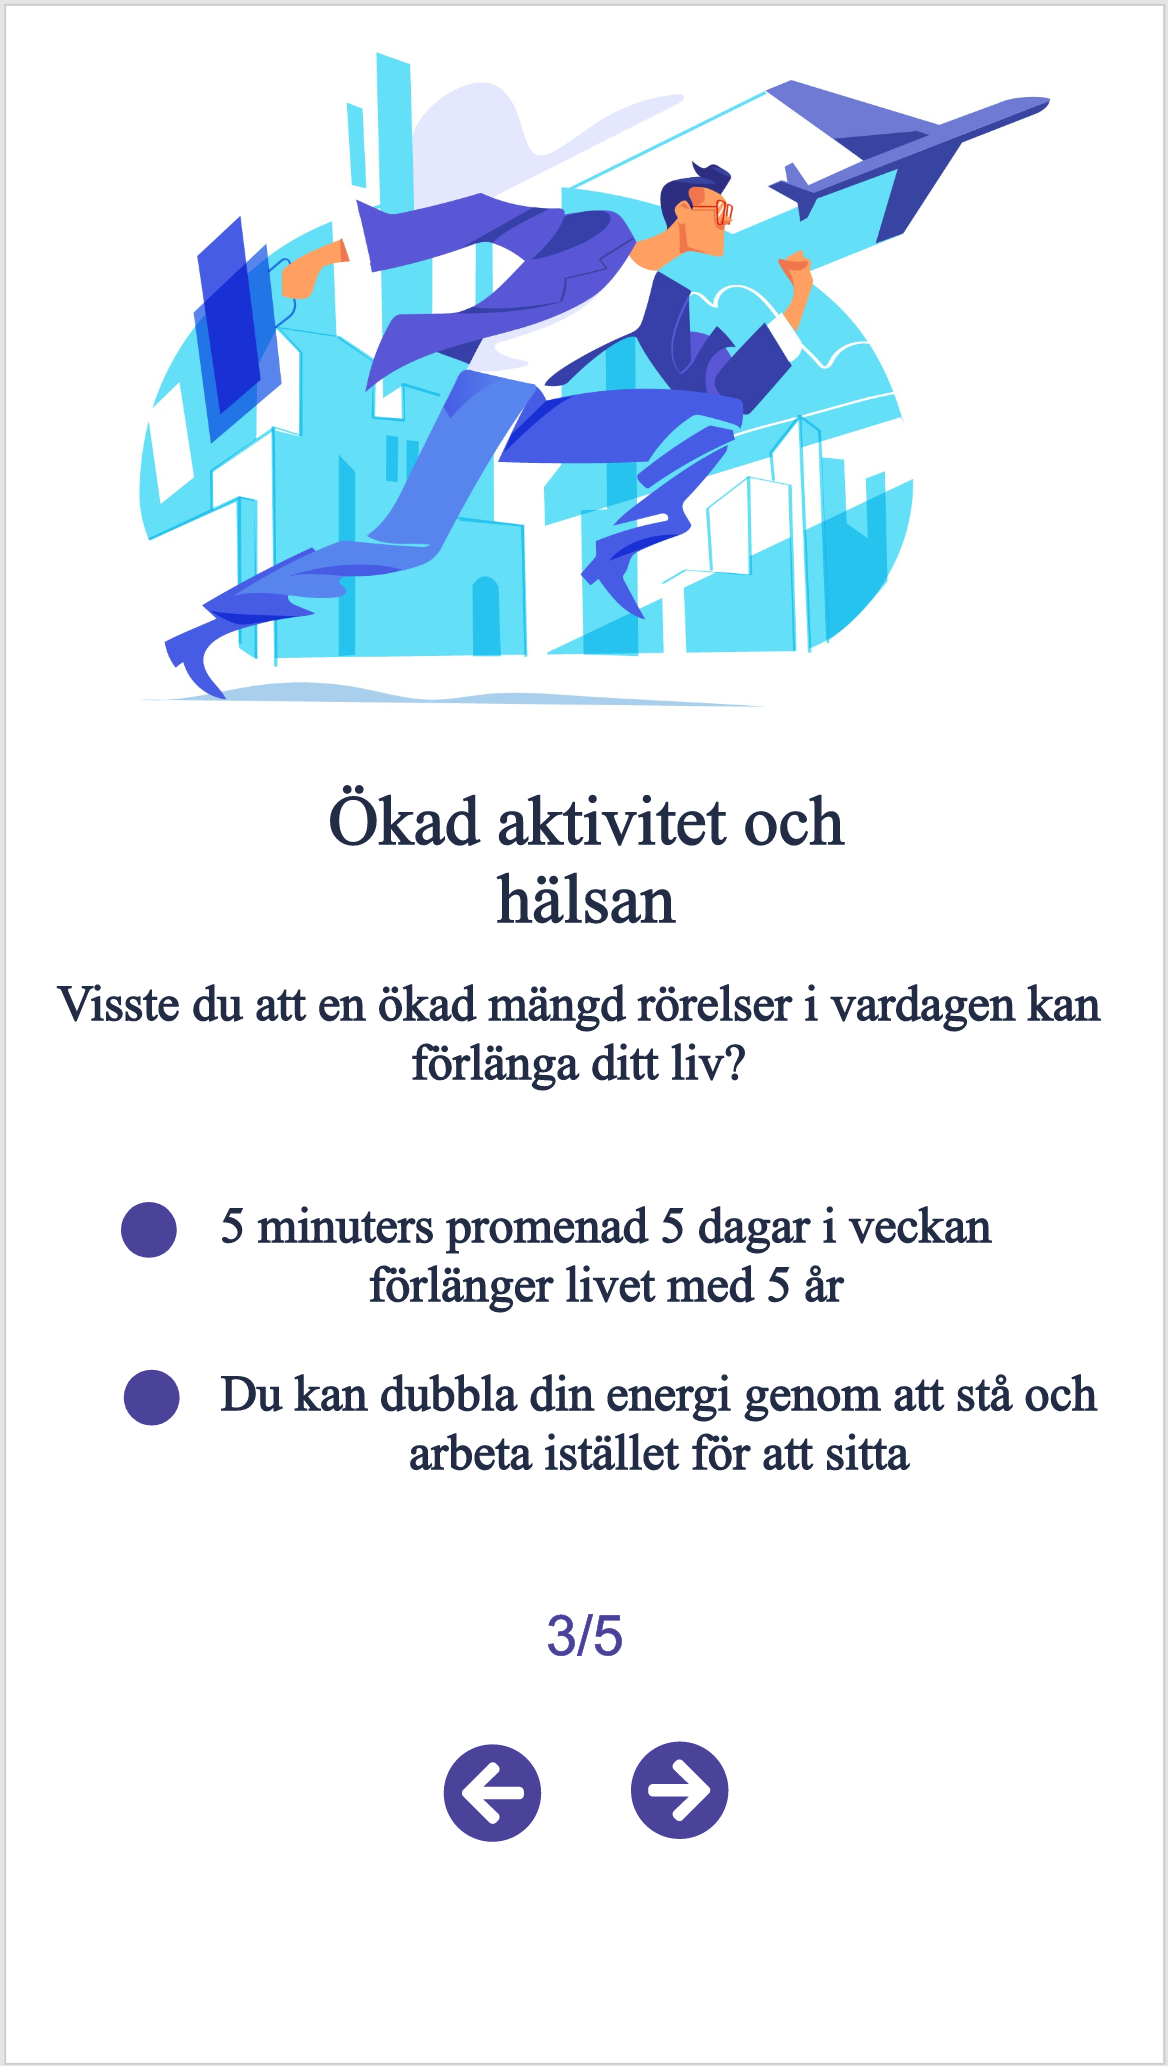 Ökad aktivitet och
hälsan
Visste du att en ökad mängd rörelser i vardagen kan
förlänga ditt liv?
5 minuters promenad 5 dagar i veckan
förlänger livet med 5 år
Du kan dubbla din energi genom att stå och
arbeta istället för att sitta
3/5